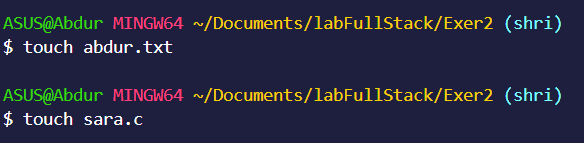 ASUS@Abdur MINGW64 ~/Documents/labFullStack/Exer2 (shri)
$ touch abdur.txt
ASUS@Abdur MINGW64 ~/Documents/labFullStack/Exer2 (shri)
$ touch sara.c